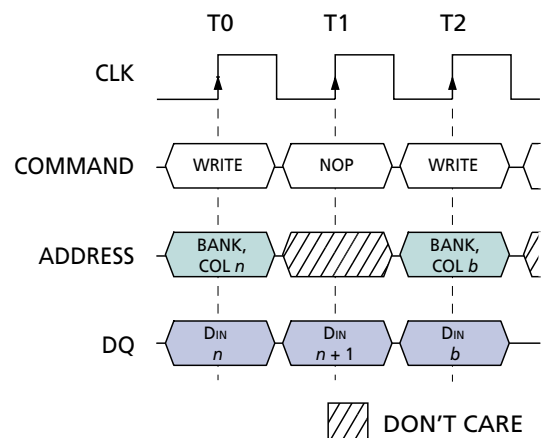 T0 T1 T2
CLK
COMMAND WRITE NOP WRITE
ADDRESS BANK, COL n BANK, COL b
DQ DIN n DIN n + 1 DIN b
DON'T CARE